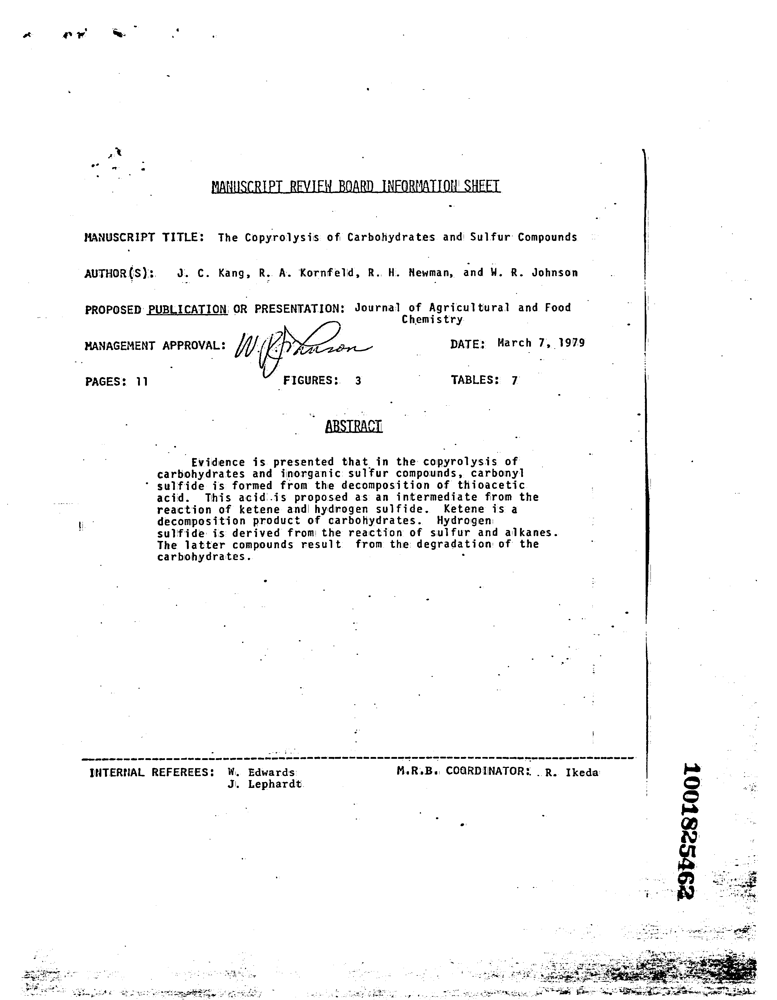 MANUSCRIPT REVIEW BOARD INFORMATION SHEET
MANUSCRIPT TITLE: The Copyrolysis of Carbohydrates and Sulfur Compounds
AUTHOR(S): J. C. Kang, R. A. Kornfeld, R. H. Newman, and W. R. Johnson
PROPOSED PUBLICATION OR PRESENTATION: Journal of Agricultural and Food
Chemistry
MANAGEMENT APPROVAL: W R Johnson DATE: March 7, 1979
PAGES: 11 FIGURES: 3 TABLES: 7
ABSTRACT
Evidence is presented that in the copyrolysis of
carbohydrates and inorganic sulfur compounds, carbonyl
sulfide is formed from the decomposition of thioacetic
acid. This acid is proposed as an intermediate from the
reaction of ketene and hydrogen sulfide. Ketene is a
decomposition product of carbohydrates. Hydrogen
sulfide is derived from the reaction of sulfur and alkanes.
The latter compounds result from the degradation of the
carbohydrates.
INTERNAL REFEREES: W. Edwards M.R.B. COORDINATOR: R. Ikeda
J. Lephardt
1001825462